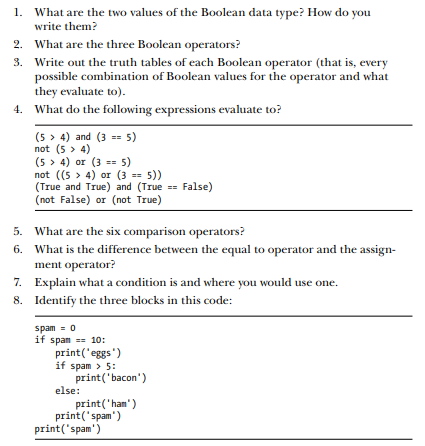 1. What are the two values of the Boolean data type? How do you
write them?
2. What are the three Boolean operators?
3. Write out the truth tables of each Boolean operator (that is, every
possible combination of Boolean values for the operator and what
they evaluate to).
4. What do the following expressions evaluate to?
(5 > 4) and (3 == 5)
not (5 > 4)
(5 > 4) or (3 == 5)
not ((5 > 4) or (3 == 5))
(True and True) and (True == False)
(not False) or (not True)
5. What are the six comparison operators?
6. What is the difference between the equal to operator and the assign-
ment operator?
7. Explain what a condition is and where you would use one.
8. Identify the three blocks in this code:
spam = 0
if spam == 10:
    print('eggs')
    if spam > 5:
        print('bacon')
    else:
        print('ham')
    print('spam')
print('spam')